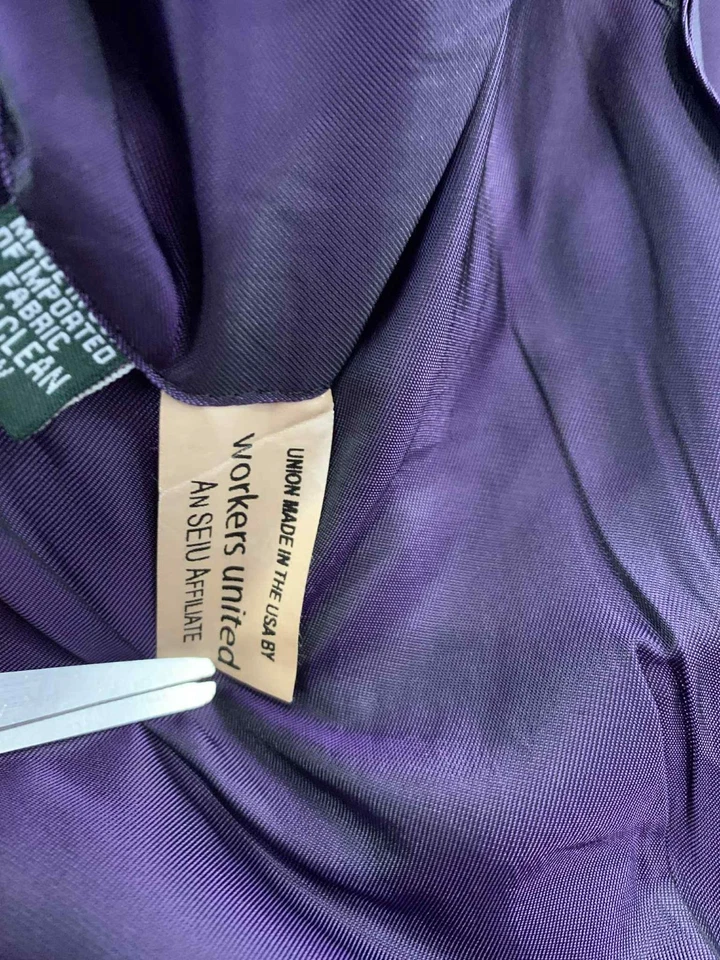 OF IMPORTED
FABRIC
CLEAN
UNION MADE IN THE USA BY
workers united
AN SEIU AFFILIATE